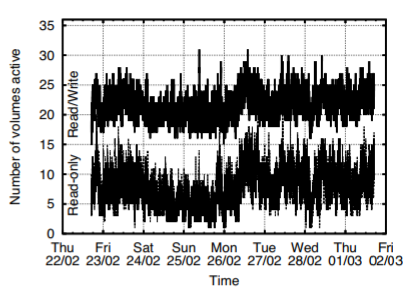 35
30
25
20
15
10
5
0
Number of volumes active
Read/Write
Read-only
Thu Fri Sat Sun Mon Tue Wed Thu Fri
22/02 23/02 24/02 25/02 26/02 27/02 28/02 01/03 02/03
Time